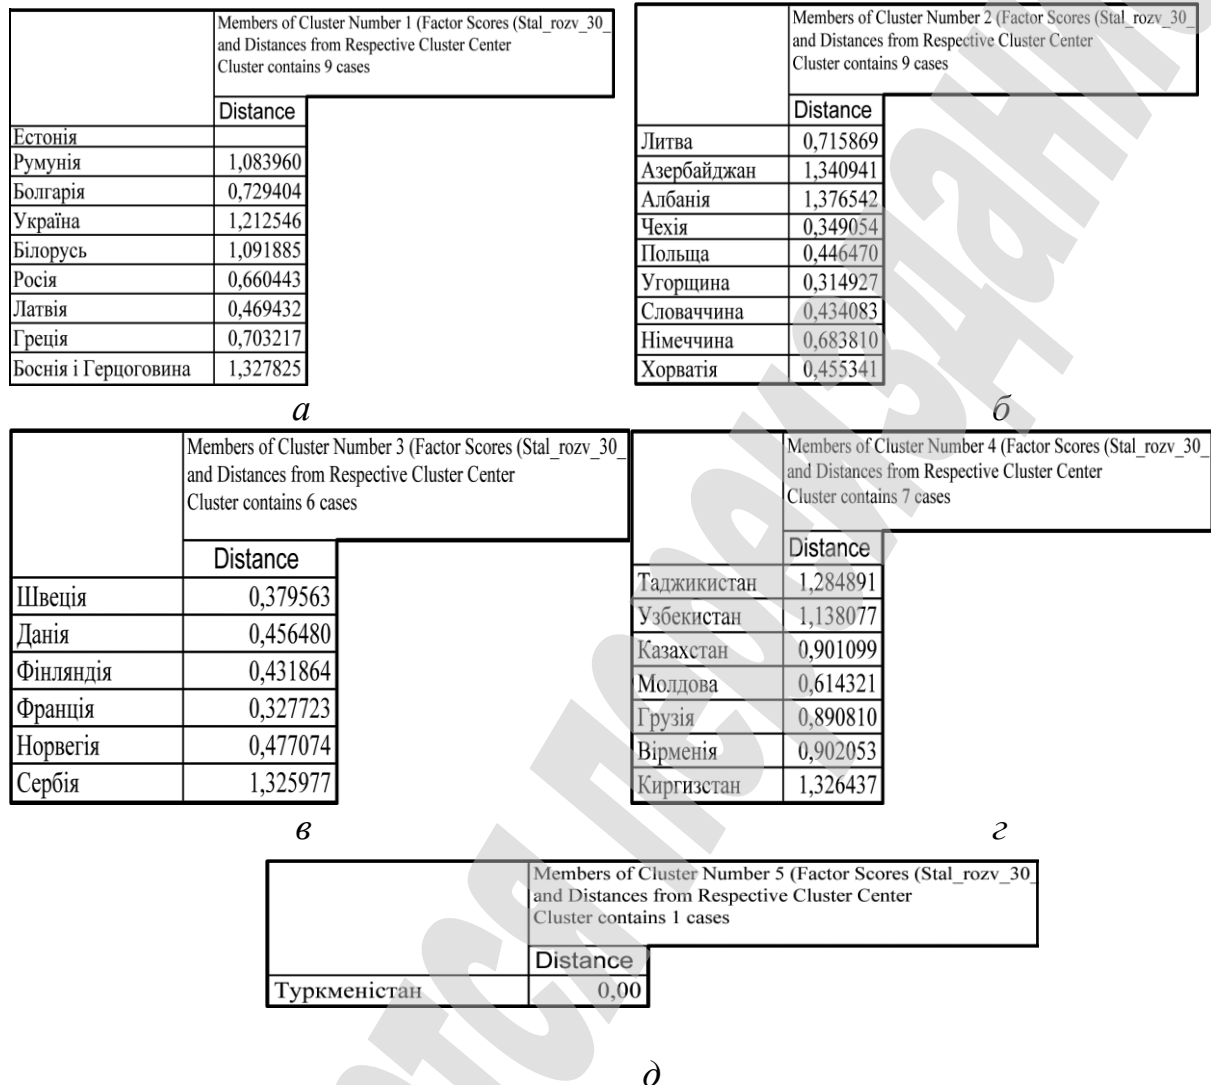 Members of Cluster Number 1 (Factor Scores (Stal_rozv_30_
and Distances from Respective Cluster Center
Cluster contains 9 cases
Distance
Естонія
Румунія 1,083960
Болгарія 0,729404
Україна 1,212546
Білорусь 1,091885
Росія 0,660443
Латвія 0,469432
Греція 0,703217
Боснія і Герцоговина 1,327825
а
Members of Cluster Number 2 (Factor Scores (Stal_rozv_30_
and Distances from Respective Cluster Center
Cluster contains 9 cases
Distance
Литва 0,715869
Азербайджан 1,340941
Албанія 1,376542
Чехія 0,349054
Польща 0,446470
Угорщина 0,314927
Словаччина 0,434083
Німеччина 0,683810
Хорватія 0,455341
б
Members of Cluster Number 3 (Factor Scores (Stal_rozv_30_
and Distances from Respective Cluster Center
Cluster contains 6 cases
Distance
Швеція 0,379563
Данія 0,456480
Фінляндія 0,431864
Франція 0,327723
Норвегія 0,477074
Сербія 1,325977
в
Members of Cluster Number 4 (Factor Scores (Stal_rozv_30_
and Distances from Respective Cluster Center
Cluster contains 7 cases
Distance
Таджикистан 1,284891
Узбекистан 1,138077
Казахстан 0,901099
Молдова 0,614321
Грузія 0,890810
Вірменія 0,902053
Киргизстан 1,326437
г
Members of Cluster Number 5 (Factor Scores (Stal_rozv_30_
and Distances from Respective Cluster Center
Cluster contains 1 cases
Distance
Туркменістан 0,00
д